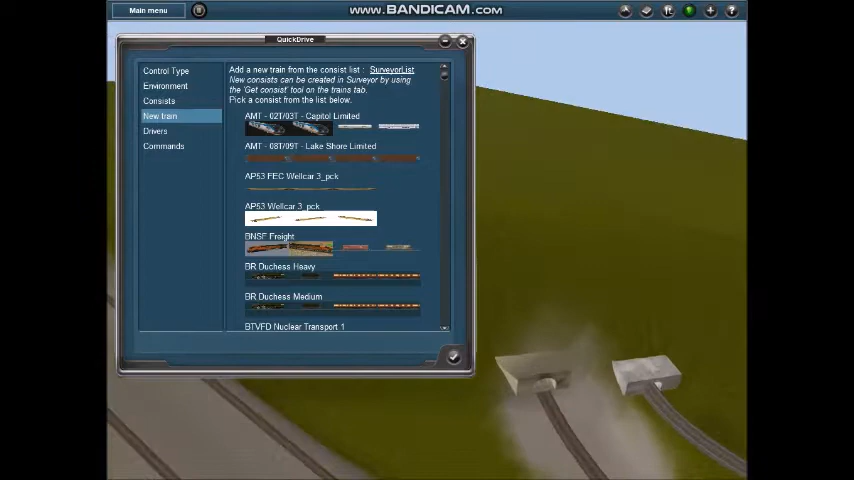 Main menu
www.BANDICAM.com
QuickDrive
Control Type
Environment
Consists
New train
Drivers
Commands
Add a new train from the consist list : SurveyorList
New consists can be created in Surveyor by using
the 'Get consist' tool on the trains tab.
Pick a consist from the list below.
AMT - 02T/03T - Capitol Limited
AMT - 08T/09T - Lake Shore Limited
AP53 FEC Wellcar 3_pck
AP53 Wellcar 3_pck
BNSF Freight
BR Duchess Heavy
BR Duchess Medium
BTVFD Nuclear Transport 1